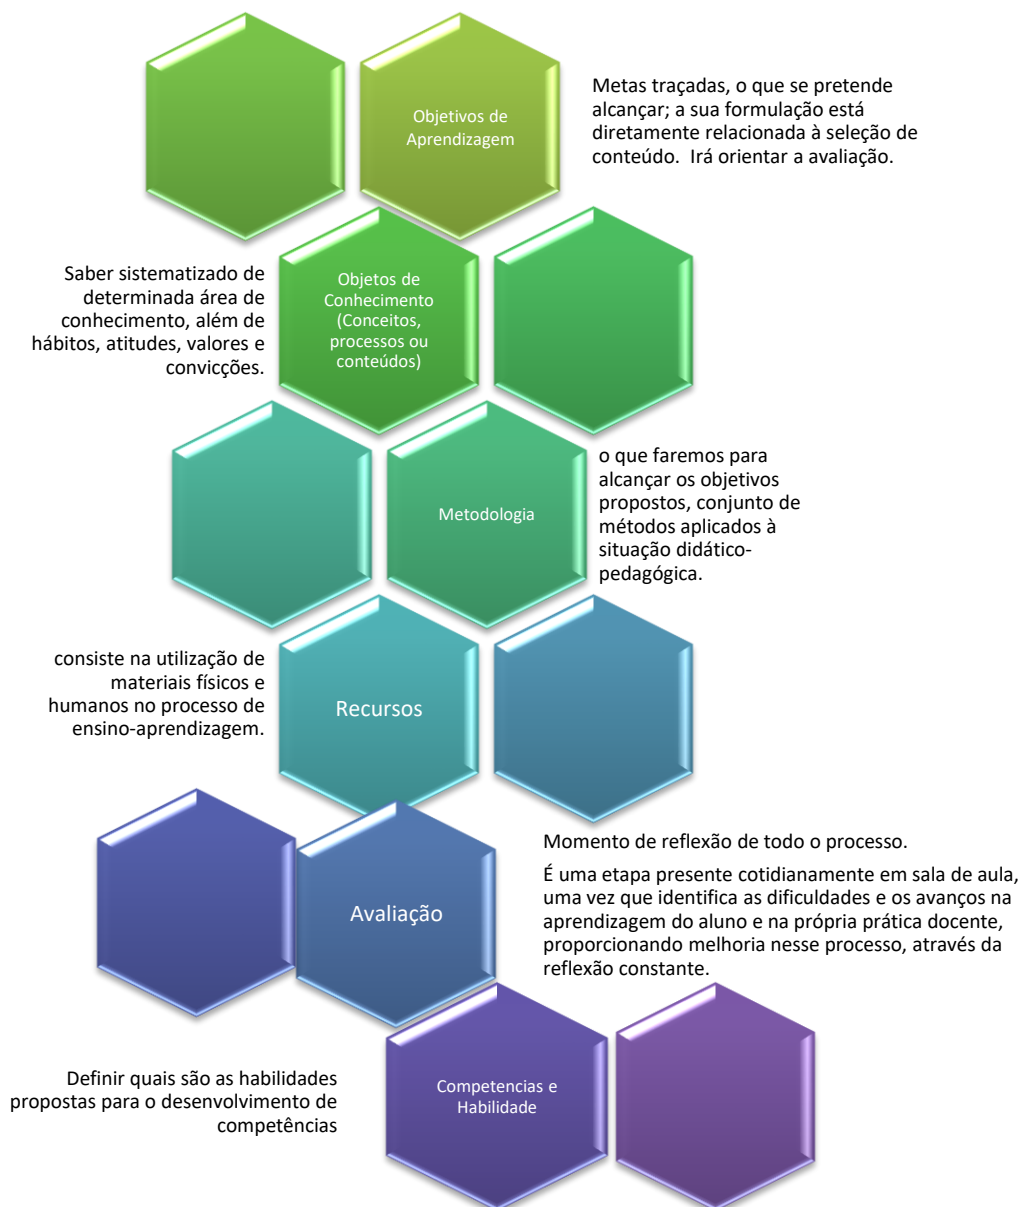 Objetivos de
Aprendizagem
Metas traçadas, o que se pretende
alcançar; a sua formulação está
diretamente relacionada à seleção de
conteúdo.  Irá orientar a avaliação.
Saber sistematizado de
determinada área de
conhecimento, além de
hábitos, atitudes, valores e
convicções.
Objetos de
Conhecimento
(Conceitos,
processos ou
conteúdos)
Metodologia
o que faremos para
alcançar os objetivos
propostos, conjunto de
métodos aplicados à
situação didático-
pedagógica.
consiste na utilização de
materiais físicos e
humanos no processo de
ensino-aprendizagem.
Recursos
Avaliação
Momento de reflexão de todo o processo.
É uma etapa presente cotidianamente em sala de aula,
uma vez que identifica as dificuldades e os avanços na
aprendizagem do aluno e na própria prática docente,
proporcionando melhoria nesse processo, através da
reflexão constante.
Definir quais são as habilidades
propostas para o desenvolvimento de
competências
Competencias e
Habilidade